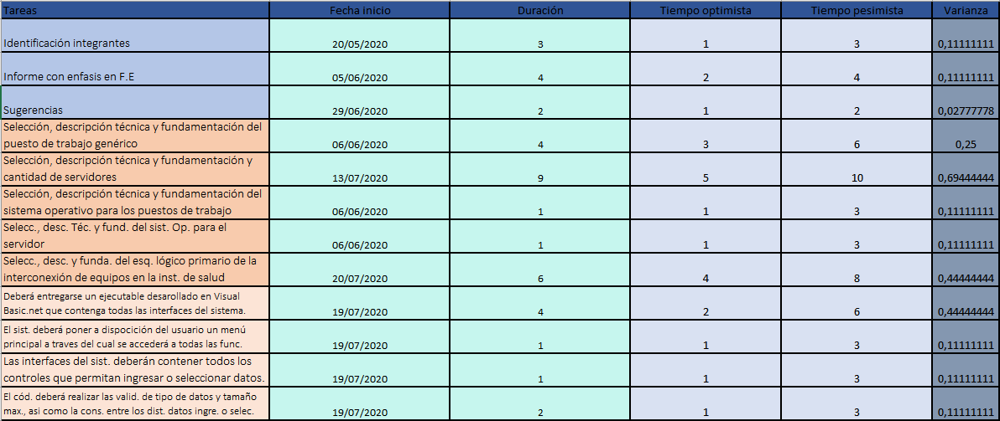 Tareas Fecha inicio Duración Tiempo optimista Tiempo pesimista Varianza
Identificación integrantes 20/05/2020 3 1 3 0,11111111
Informe con enfasis en F.E 05/06/2020 4 2 4 0,11111111
Sugerencias 29/06/2020 2 1 2 0,02777778
Selección, descripción técnica y fundamentación del
puesto de trabajo genérico 06/06/2020 4 3 6 0,25
Selección, descripción técnica y fundamentación y
cantidad de servidores 13/07/2020 9 5 10 0,69444444
Selección, descripción técnica y fundamentación del
sistema operativo para los puestos de trabajo 06/06/2020 1 1 3 0,11111111
Selecc., desc. Téc. y fund. del sist. Op. para el
servidor 06/06/2020 1 1 3 0,11111111
Selecc., desc. y funda. del esq. lógico primario de la
interconexión de equipos en la inst. de salud 20/07/2020 6 4 8 0,44444444
Deberá entregarse un ejecutable desarollado en Visual
Basic.net que contenga todas las interfaces del sistema. 19/07/2020 4 2 6 0,44444444
El sist. deberá poner a disposición del usuario un menú
principal a traves del cual se accederá a todas las func. 19/07/2020 1 1 3 0,11111111
Las interfaces del sist. deberán contener todos los
controles que permitan ingresar o seleccionar datos. 19/07/2020 1 1 3 0,11111111
El cód. deberá realizar las valid. de tipo de datos y tamaño
max., asi como la cons. entre los dist. datos ingre. o selec. 19/07/2020 2 1 3 0,11111111